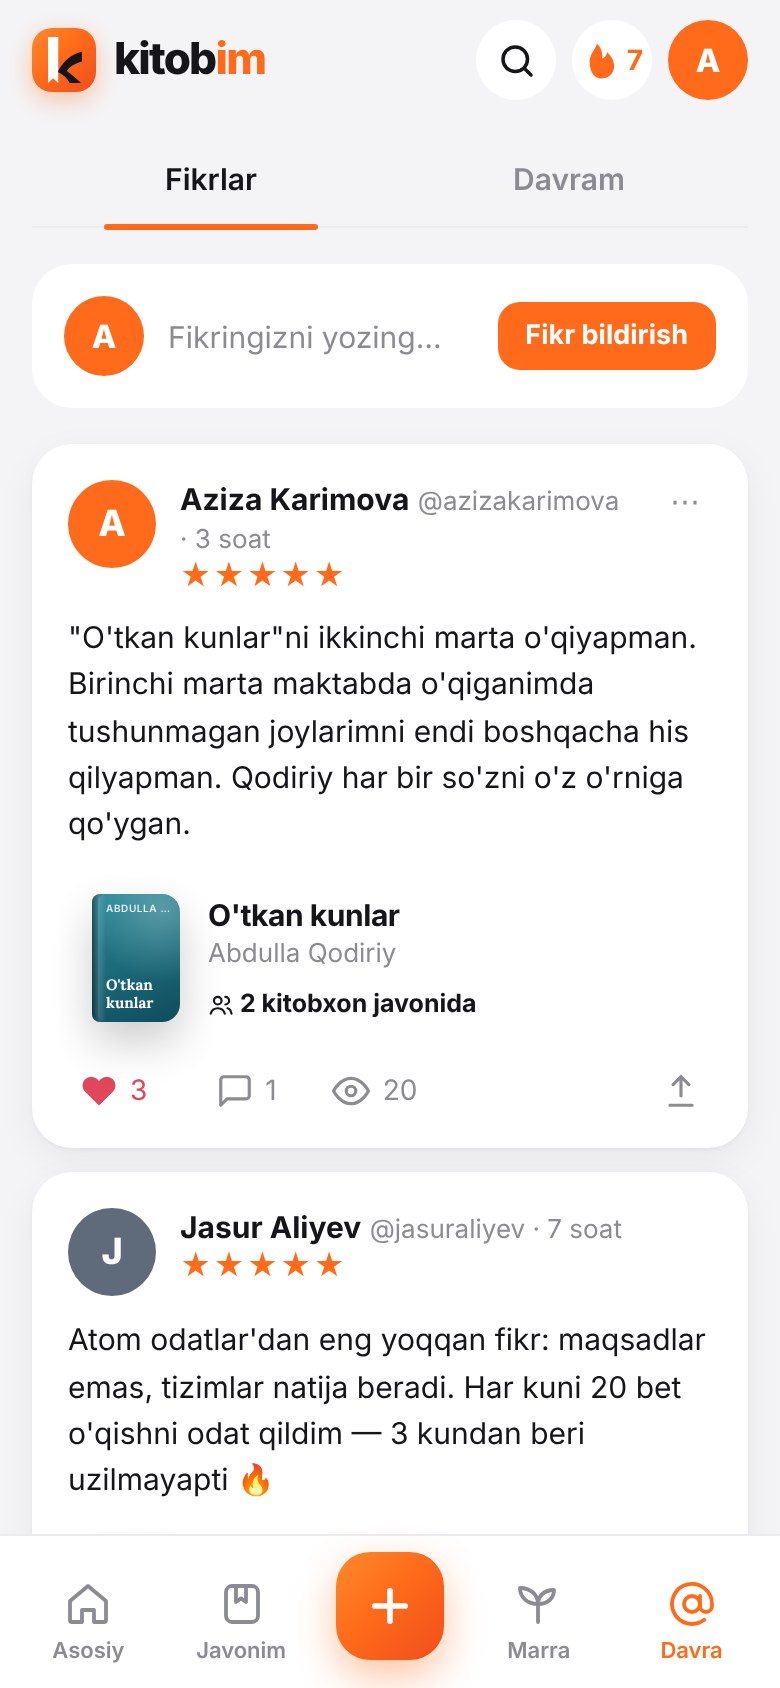 kitobim
7
A
Fikrlar
Davram
A
Fikringizni yozing...
Fikr bildirish
A
Aziza Karimova @azizakarimova
· 3 soat
★★★★★
"O'tkan kunlar"ni ikkinchi marta o'qiyapman.
Birinchi marta maktabda o'qiganimda
tushunmagan joylarimni endi boshqacha his
qilyapman. Qodiriy har bir so'zni o'z o'rniga
qo'ygan.
ABDULLA ...
O'tkan
kunlar
O'tkan kunlar
Abdulla Qodiriy
2 kitobxon javonida
3
1
20
J
Jasur Aliyev @jasuraliyev · 7 soat
★★★★★
Atom odatlar'dan eng yoqqan fikr: maqsadlar
emas, tizimlar natija beradi. Har kuni 20 bet
o'qishni odat qildim — 3 kundan beri
uzilmayapti 🔥
Asosiy
Javonim
Marra
Davra